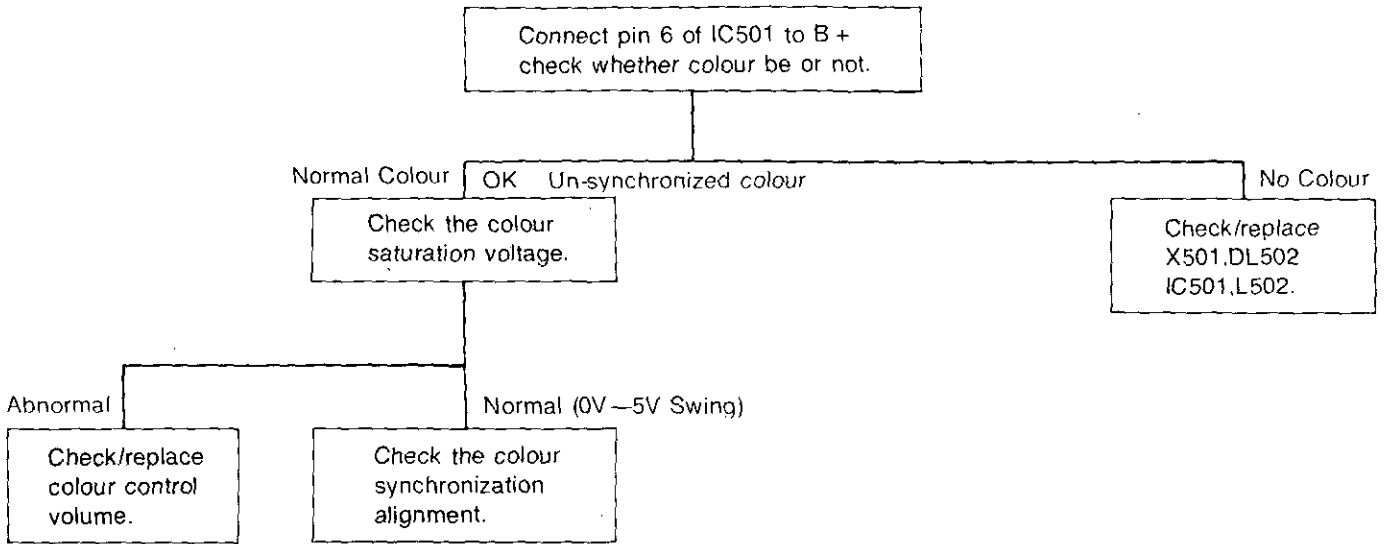 Connect pin 6 of IC501 to B +
check whether colour be or not.
Normal Colour
OK Un-synchronized colour
No Colour
Check the colour
saturation voltage.
Check/replace
X501,DL502
IC501,L502.
Abnormal
Normal (0V—5V Swing)
Check/replace
colour control
volume.
Check the colour
synchronization
alignment.